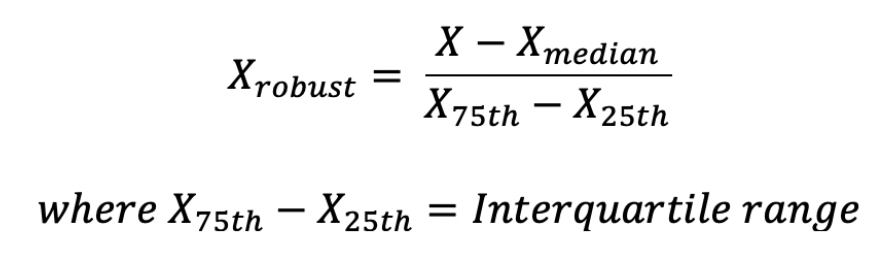 X_robust = (X − X_median) / (X_75th − X_25th)
where X_75th − X_25th = Interquartile range